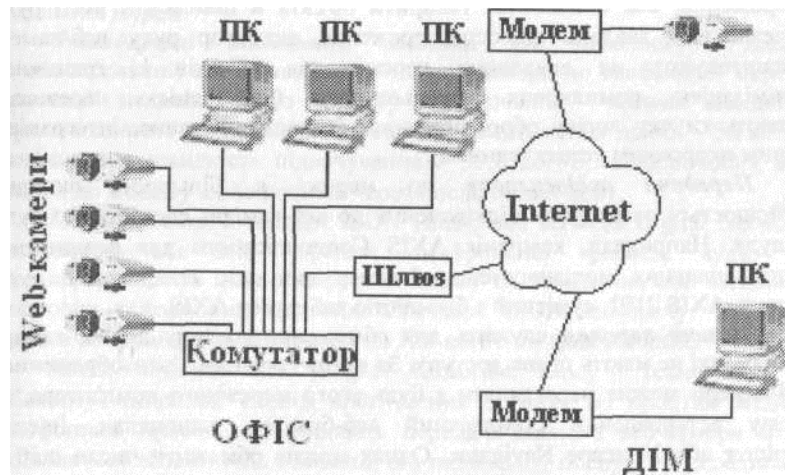 ПК
ПК
ПК
Модем
Web-камери
Internet
Шлюз
ПК
Комутатор
Модем
ОФІС
ДІМ